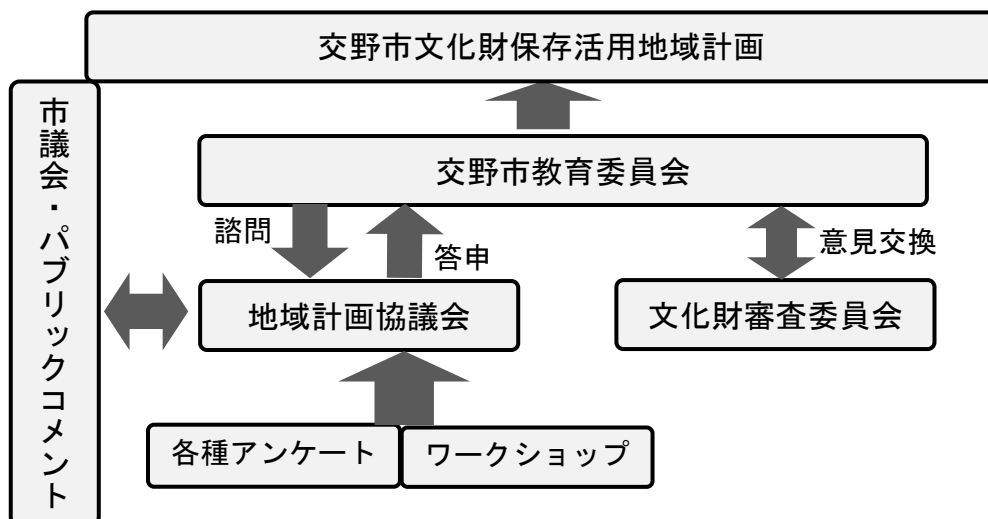 交野市文化財保存活用地域計画
市議会・パブリックコメント
交野市教育委員会
諮問
答申
意見交換
地域計画協議会
文化財審査委員会
各種アンケート
ワークショップ